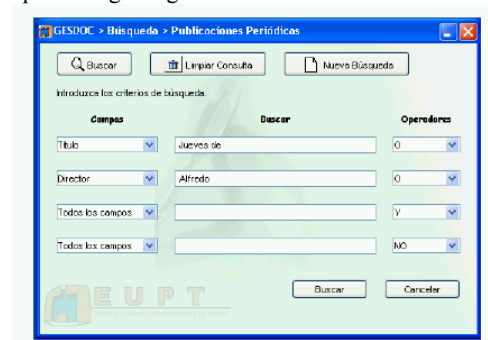 GESDOC > Búsqueda > Publicaciones Periódicas
Buscar Limpiar Consulta Nueva Búsqueda
Introduzca los criterios de búsqueda.
Campos Buscar Operadores
Título Jueves de O
Director Alfredo O
Todos los campos Y
Todos los campos NO
Buscar Cancelar
EUPT